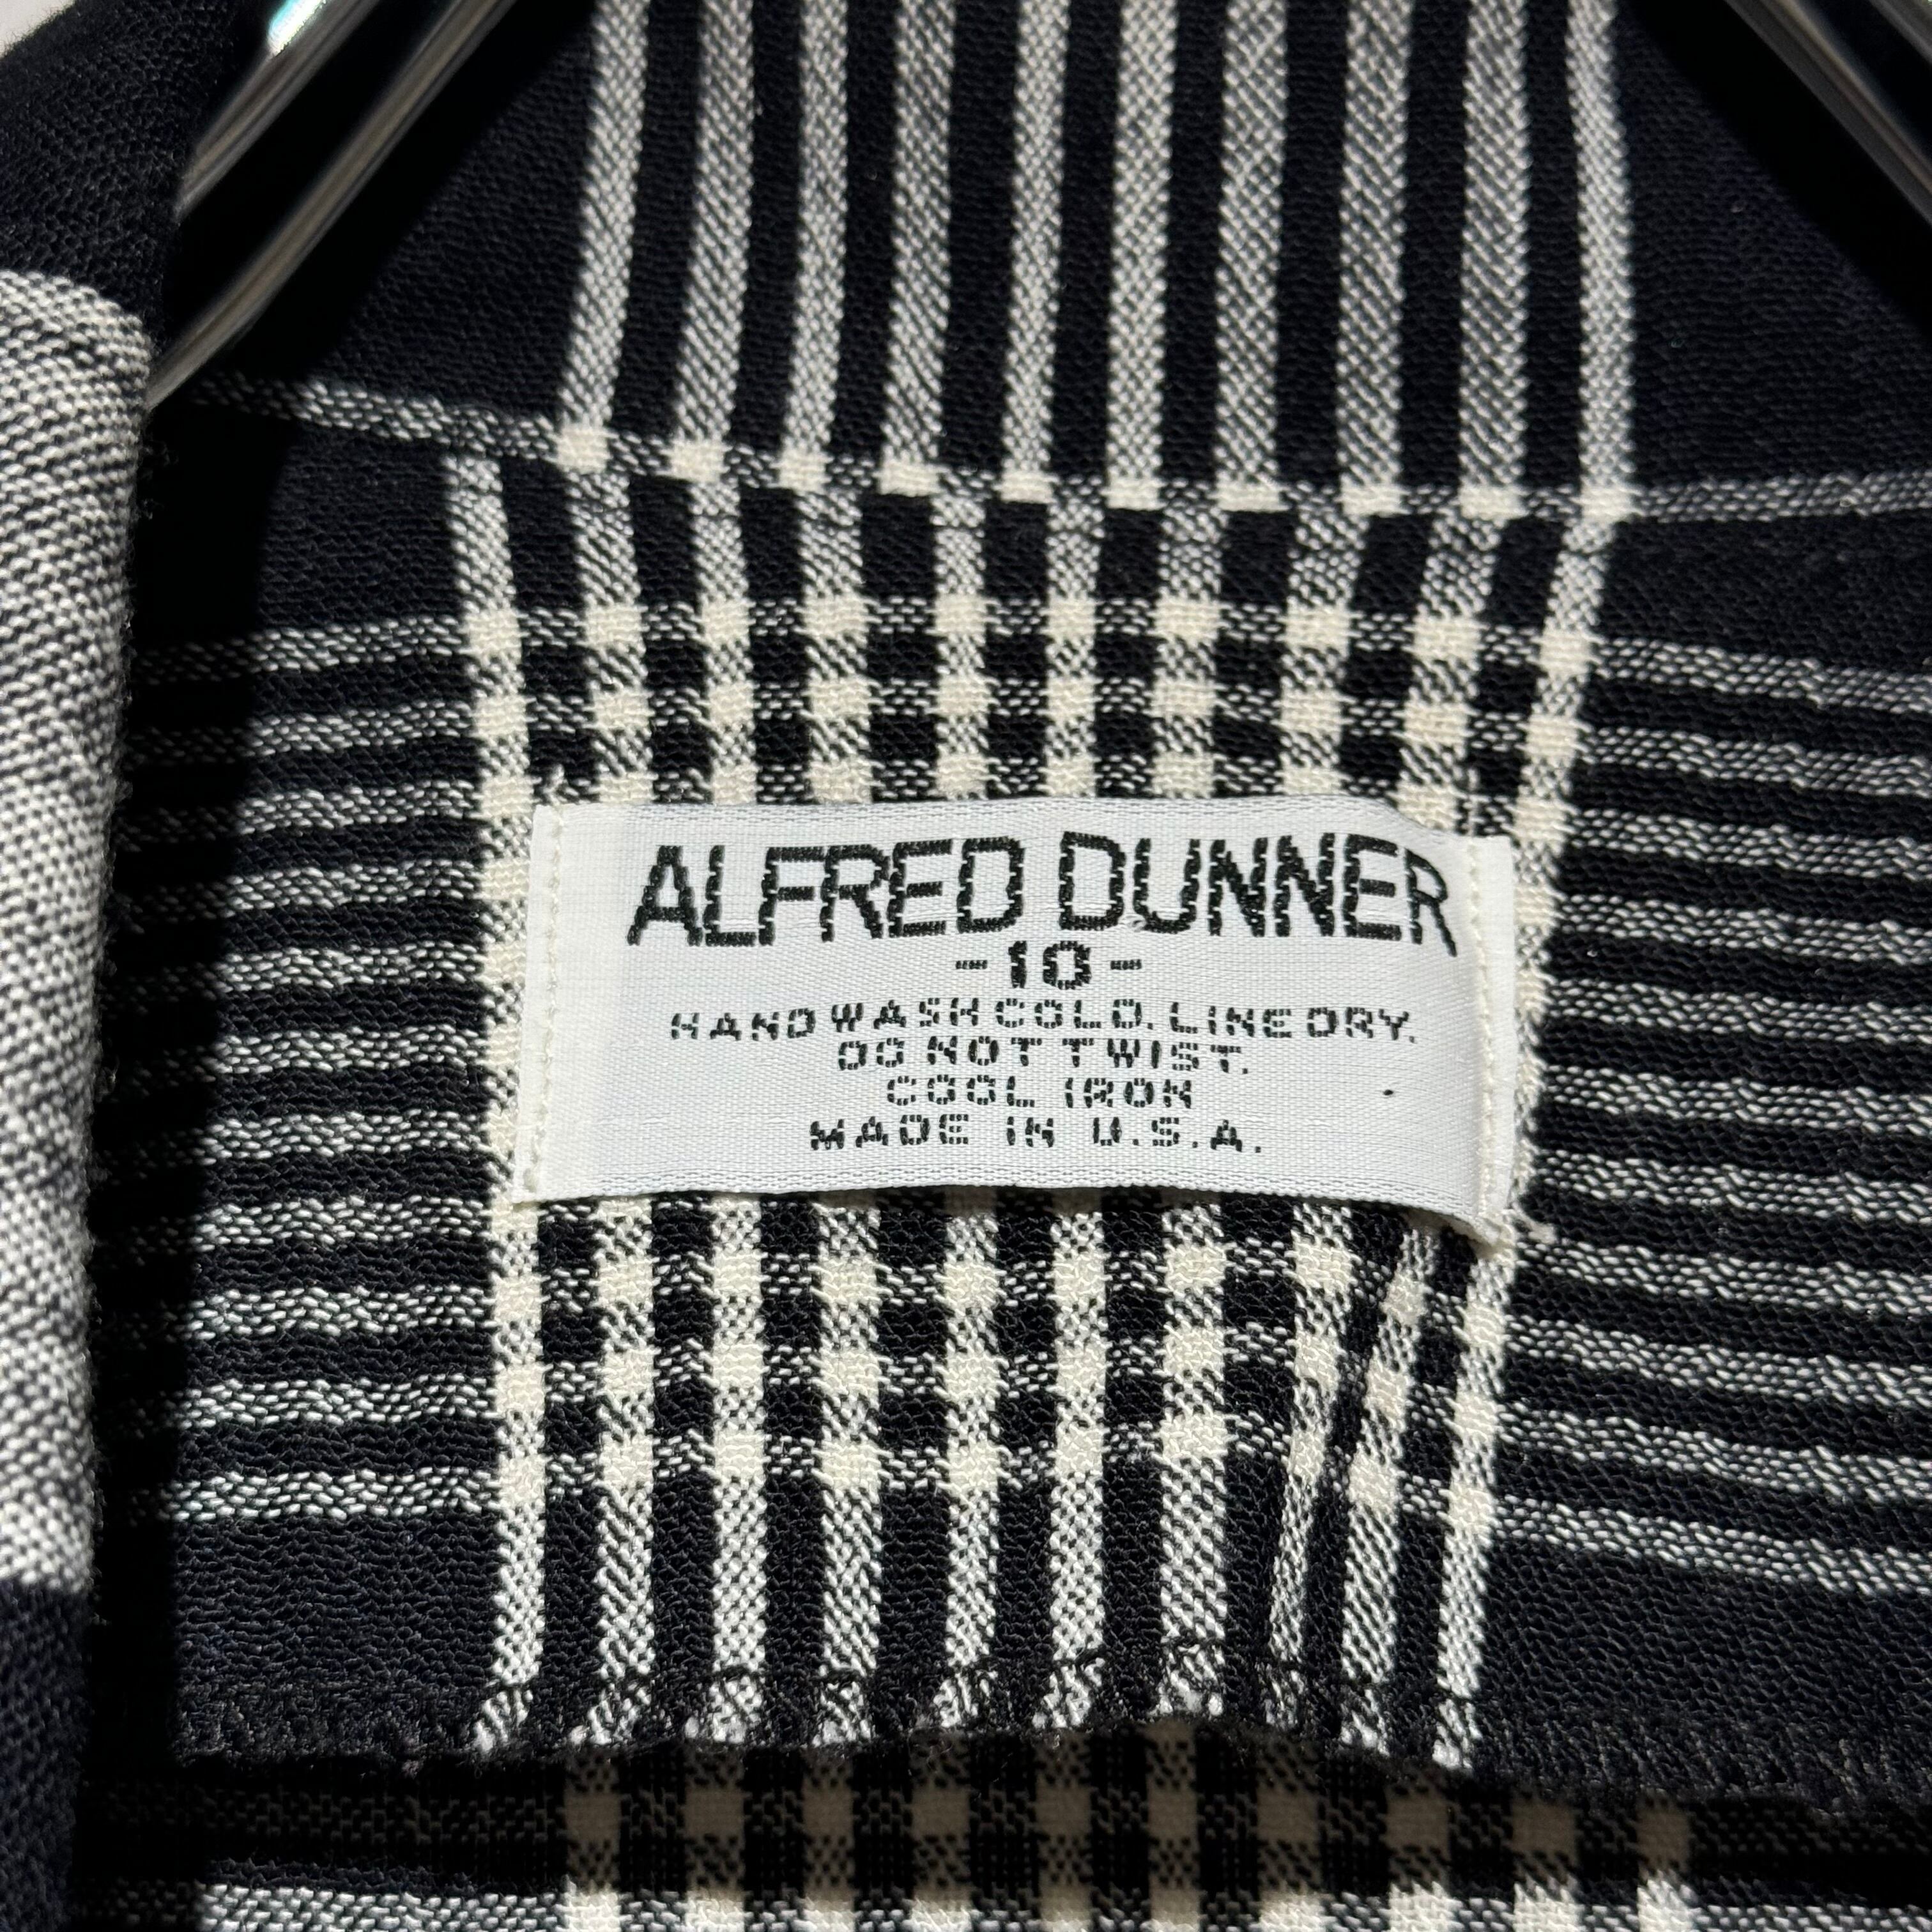 ALFRED DUNNER
-10-
HAND WASH COLD. LINE DRY.
DO NOT TWIST.
COOL IRON
MADE IN U.S.A.